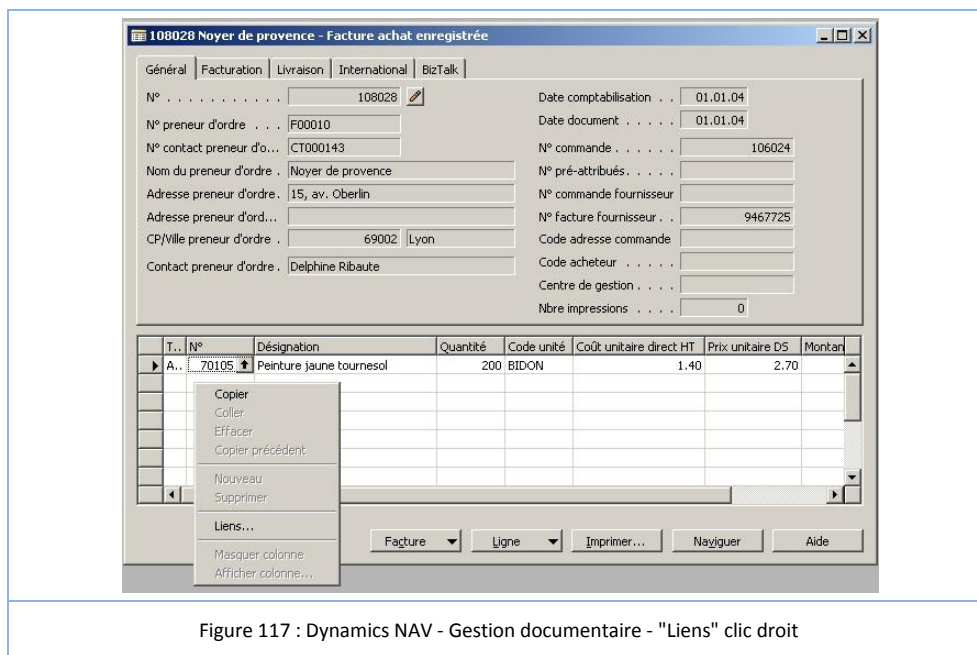 108028 Noyer de provence - Facture achat enregistrée
Général Facturation Livraison International BizTalk
N° . . . . . . . . . . . 108028
N° preneur d'ordre . . . F00010
N° contact preneur d'o... CT000143
Nom du preneur d'ordre . Noyer de provence
Adresse preneur d'ordre. 15, av. Oberlin
Adresse preneur d'ord...
CP/Ville preneur d'ordre . 69002 Lyon
Contact preneur d'ordre . Delphine Ribaute
Date comptabilisation . . 01.01.04
Date document . . . . . 01.01.04
N° commande . . . . . . 106024
N° pré-attribués. . . . .
N° commande fournisseur
N° facture fournisseur . . 9467725
Code adresse commande
Code acheteur . . . . .
Centre de gestion . . . .
Nbre impressions . . . . 0
T.. N° Désignation Quantité Code unité Coût unitaire direct HT Prix unitaire DS Montan
A.. 70105 Peinture jaune tournesol 200 BIDON 1.40 2.70
Copier
Coller
Effacer
Copier précédent
Nouveau
Supprimer
Liens...
Masquer colonne
Afficher colonne...
Facture Ligne Imprimer... Naviguer Aide
Figure 117 : Dynamics NAV - Gestion documentaire - "Liens" clic droit